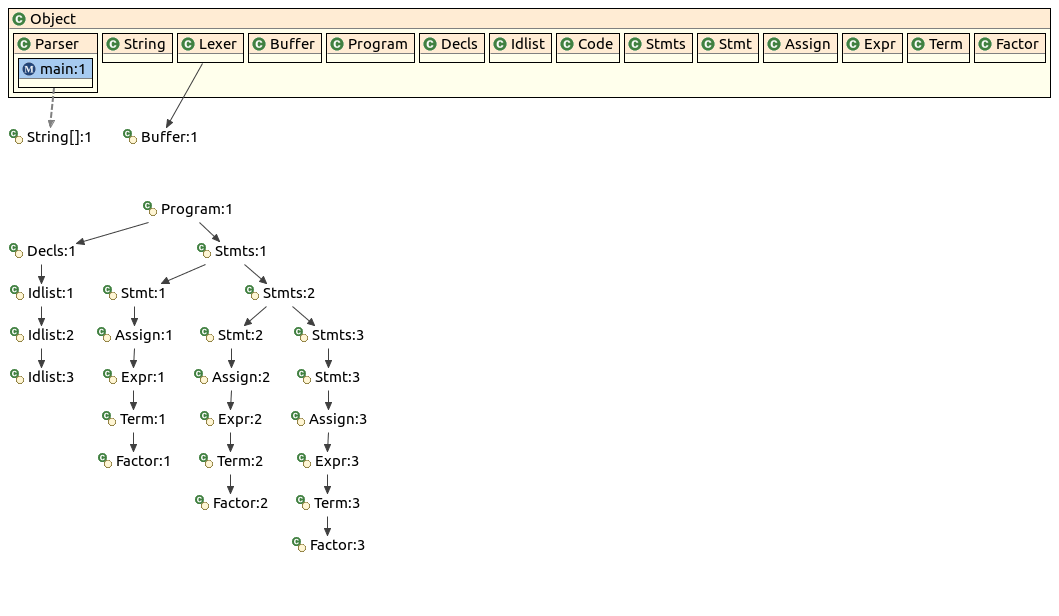 Object
Parser String Lexer Buffer Program Decls Idlist Code Stmts Stmt Assign Expr Term Factor
main:1
String[]:1 Buffer:1
Program:1
Decls:1 Stmts:1
Idlist:1 Stmt:1 Stmts:2
Idlist:2 Assign:1 Stmt:2 Stmts:3
Idlist:3 Expr:1 Assign:2 Stmt:3
Term:1 Expr:2 Assign:3
Factor:1 Term:2 Expr:3
Factor:2 Term:3
Factor:3